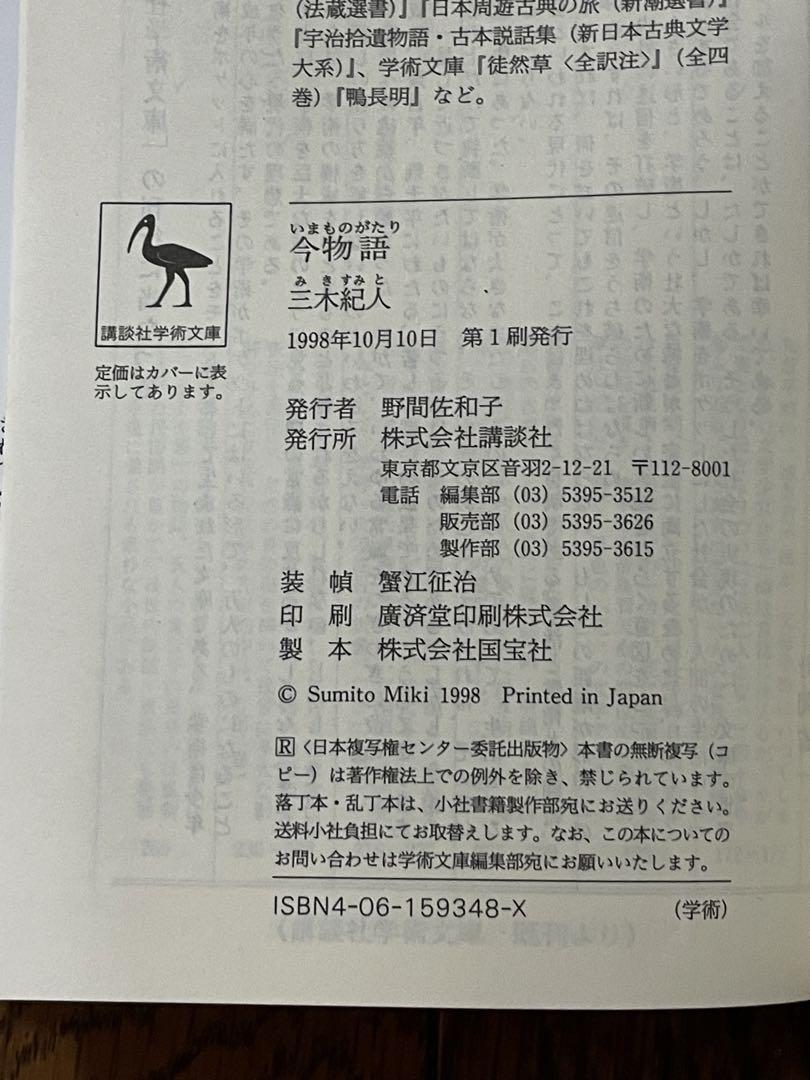 （法蔵選書）』『日本周遊古典の旅（新潮選書）』
『宇治拾遺物語・古本説話集（新日本古典文学
大系）』、学術文庫『徒然草〈全訳注〉』（全四
巻）『鴨長明』など。
講談社学術文庫
定価はカバーに表
示してあります。
いまものがたり
今物語
みきすみと
三木紀人
1998年10月10日　第1刷発行
発行者　野間佐和子
発行所　株式会社講談社
東京都文京区音羽2-12-21　〒112-8001
電話　編集部（03）5395-3512
販売部（03）5395-3626
製作部（03）5395-3615
装　幀　蟹江征治
印　刷　廣済堂印刷株式会社
製　本　株式会社国宝社
© Sumito Miki 1998　Printed in Japan
🅁〈日本複写権センター委託出版物〉本書の無断複写（コ
ピー）は著作権法上での例外を除き、禁じられています。
落丁本・乱丁本は、小社書籍製作部宛にお送りください。
送料小社負担にてお取替えします。なお、この本についての
お問い合わせは学術文庫編集部宛にお願いいたします。
ISBN4-06-159348-X　（学術）